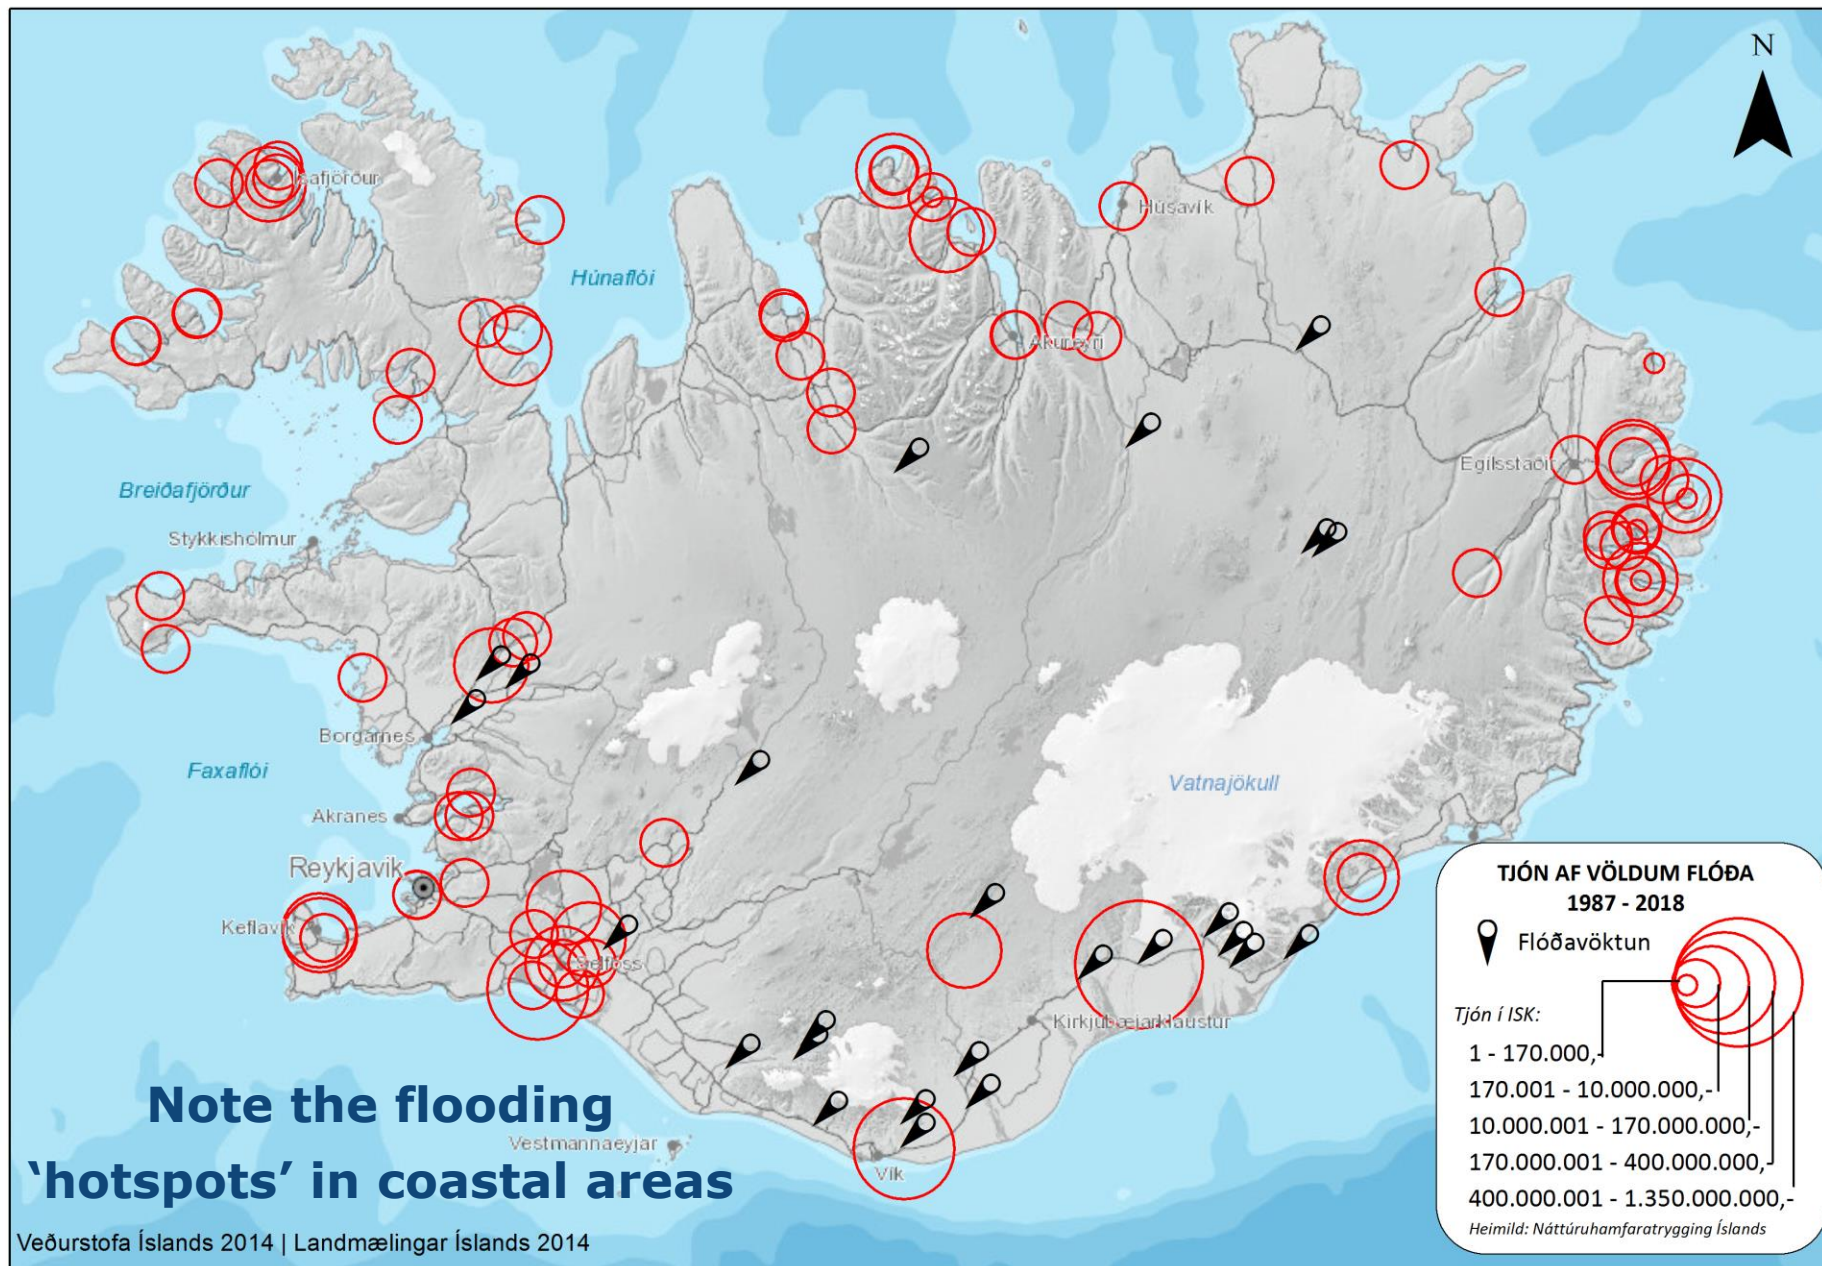 N
Ísafjörður
Húsavík
Húnaflói
Akureyri
Egilsstaðir
Breiðafjörður
Stykkishólmur
Borgarnes
Faxaflói
Vatnajökull
Akranes
Reykjavík
Keflavík
Selfoss
Kirkjubæjarklaustur
Vestmannaeyjar
Vík
Note the flooding
‘hotspots’ in coastal areas
Veðurstofa Íslands 2014 | Landmælingar Íslands 2014
TJÓN AF VÖLDUM FLÓÐA
1987 - 2018
Flóðavöktun
Tjón í ISK:
1 - 170.000,-
170.001 - 10.000.000,-
10.000.001 - 170.000.000,-
170.000.001 - 400.000.000,-
400.000.001 - 1.350.000.000,-
Heimild: Náttúruhamfaratrygging Íslands